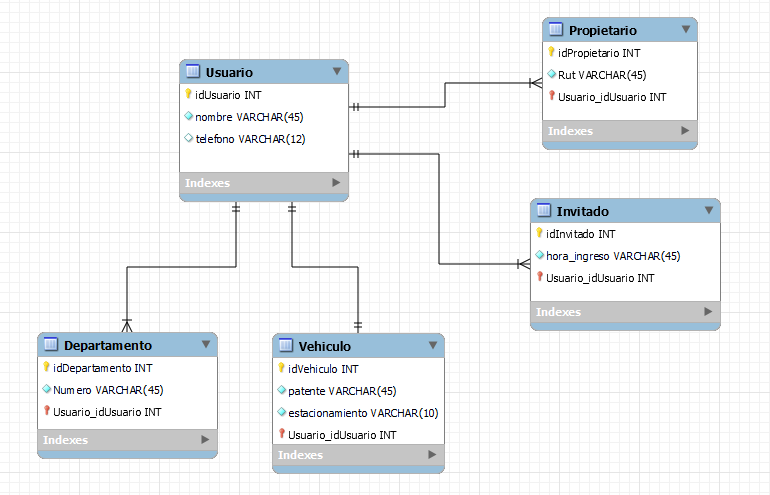 Usuario
idUsuario INT
nombre VARCHAR(45)
telefono VARCHAR(12)
Indexes
Propietario
idPropietario INT
Rut VARCHAR(45)
Usuario_idUsuario INT
Indexes
Invitado
idInvitado INT
hora_ingreso VARCHAR(45)
Usuario_idUsuario INT
Indexes
Departamento
idDepartamento INT
Numero VARCHAR(45)
Usuario_idUsuario INT
Indexes
Vehiculo
idVehiculo INT
patente VARCHAR(45)
estacionamiento VARCHAR(10)
Usuario_idUsuario INT
Indexes